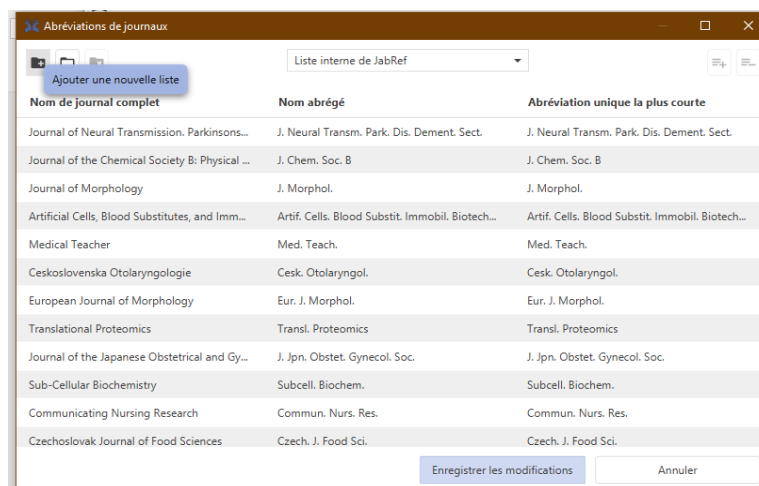 Abréviations de journaux
Liste interne de JabRef
Ajouter une nouvelle liste
Nom de journal complet Nom abrégé Abréviation unique la plus courte
Journal of Neural Transmission. Parkinsons... J. Neural Transm. Park. Dis. Dement. Sect. J. Neural Transm. Park. Dis. Dement. Sect.
Journal of the Chemical Society B: Physical ... J. Chem. Soc. B J. Chem. Soc. B
Journal of Morphology J. Morphol. J. Morphol.
Artificial Cells, Blood Substitutes, and Imm... Artif. Cells. Blood Substit. Immobil. Biotech... Artif. Cells. Blood Substit. Immobil. Biotech...
Medical Teacher Med. Teach. Med. Teach.
Ceskoslovenska Otolaryngologie Cesk. Otolaryngol. Cesk. Otolaryngol.
European Journal of Morphology Eur. J. Morphol. Eur. J. Morphol.
Translational Proteomics Transl. Proteomics Transl. Proteomics
Journal of the Japanese Obstetrical and Gy... J. Jpn. Obstet. Gynecol. Soc. J. Jpn. Obstet. Gynecol. Soc.
Sub-Cellular Biochemistry Subcell. Biochem. Subcell. Biochem.
Communicating Nursing Research Commun. Nurs. Res. Commun. Nurs. Res.
Czechoslovak Journal of Food Sciences Czech. J. Food Sci. Czech. J. Food Sci.
Enregistrer les modifications Annuler